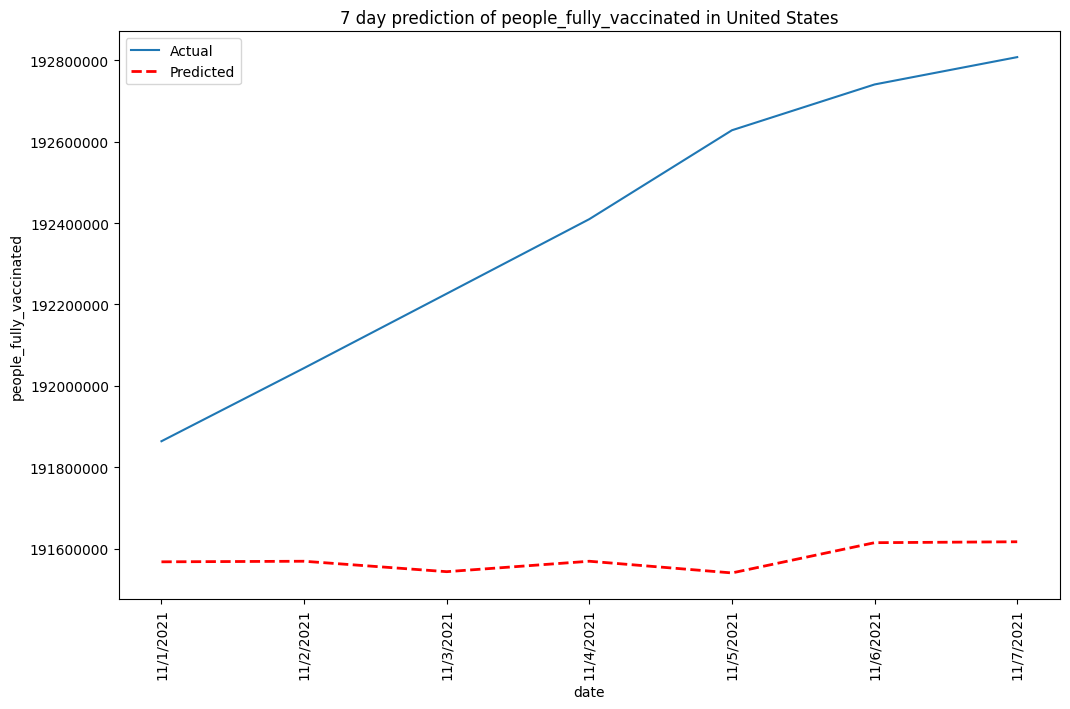 7 day prediction of people_fully_vaccinated in United States
Actual
Predicted
192800000
192600000
192400000
192200000
192000000
191800000
191600000
people_fully_vaccinated
11/1/2021
11/2/2021
11/3/2021
11/4/2021
11/5/2021
11/6/2021
11/7/2021
date